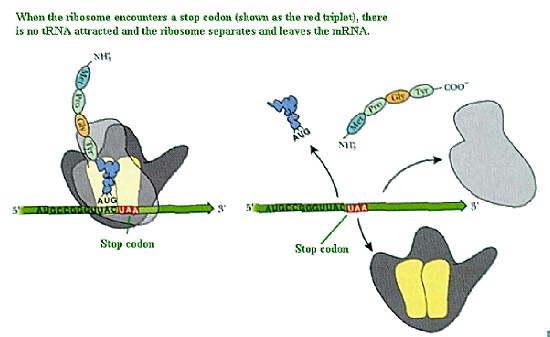 When the ribosome encounters a stop codon (shown as the red triplet), there
is no tRNA attracted and the ribosome separates and leaves the mRNA.
NH₃⁺
Met
Pro
Gly
Tyr
AUG
5' AUGCCGGGUUACUAA 3'
Stop codon
AUG
NH₃⁺ Met Pro Gly Tyr COO⁻
5' AUGCCGGGUUACUAA 3'
Stop codon